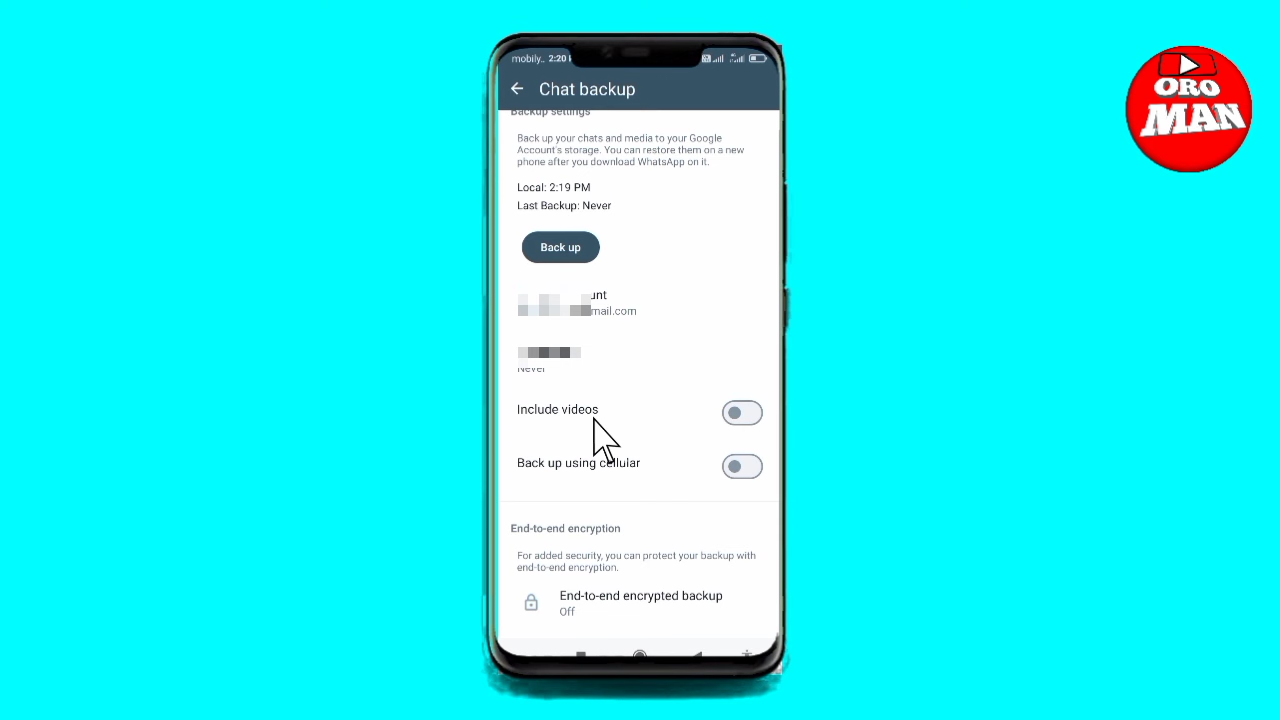 mobily.. 2:20
Chat backup
Backup settings
Back up your chats and media to your Google
Account's storage. You can restore them on a new
phone after you download WhatsApp on it.
Local: 2:19 PM
Last Backup: Never
Back up
unt
mail.com
Never
Include videos
Back up using cellular
End-to-end encryption
For added security, you can protect your backup with
end-to-end encryption.
End-to-end encrypted backup
Off
ORO
MAN